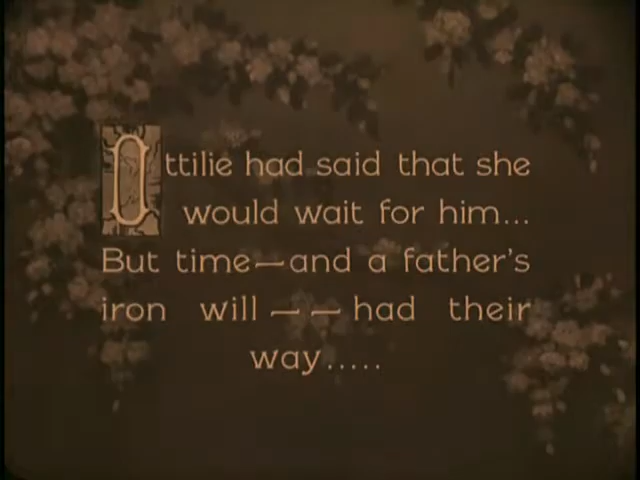 Ottilie had said that she
would wait for him...
But time—and a father's
iron will — — had their
way.....